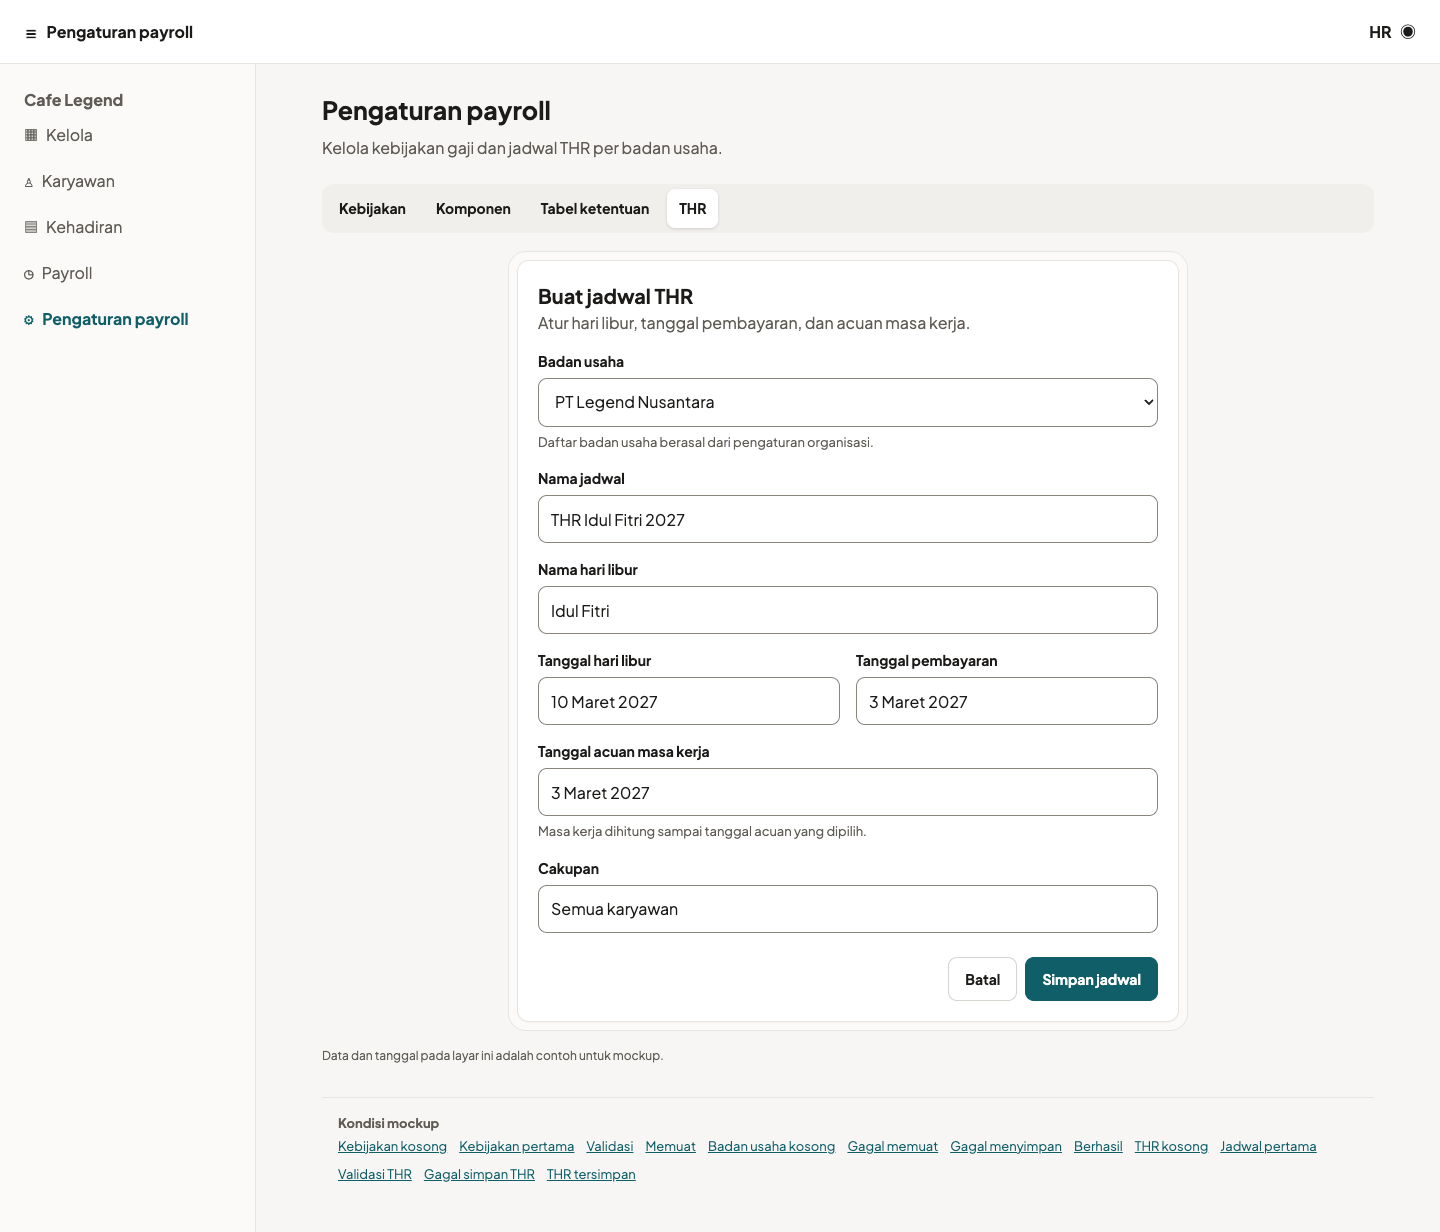 Pengaturan payroll
HR
Cafe Legend
Kelola
Karyawan
Kehadiran
Payroll
Pengaturan payroll
Pengaturan payroll
Kelola kebijakan gaji dan jadwal THR per badan usaha.
Kebijakan Komponen Tabel ketentuan THR
Buat jadwal THR
Atur hari libur, tanggal pembayaran, dan acuan masa kerja.
Badan usaha
PT Legend Nusantara
Daftar badan usaha berasal dari pengaturan organisasi.
Nama jadwal
THR Idul Fitri 2027
Nama hari libur
Idul Fitri
Tanggal hari libur Tanggal pembayaran
10 Maret 2027 3 Maret 2027
Tanggal acuan masa kerja
3 Maret 2027
Masa kerja dihitung sampai tanggal acuan yang dipilih.
Cakupan
Semua karyawan
Batal Simpan jadwal
Data dan tanggal pada layar ini adalah contoh untuk mockup.
Kondisi mockup
Kebijakan kosong Kebijakan pertama Validasi Memuat Badan usaha kosong Gagal memuat Gagal menyimpan Berhasil THR kosong Jadwal pertama
Validasi THR Gagal simpan THR THR tersimpan